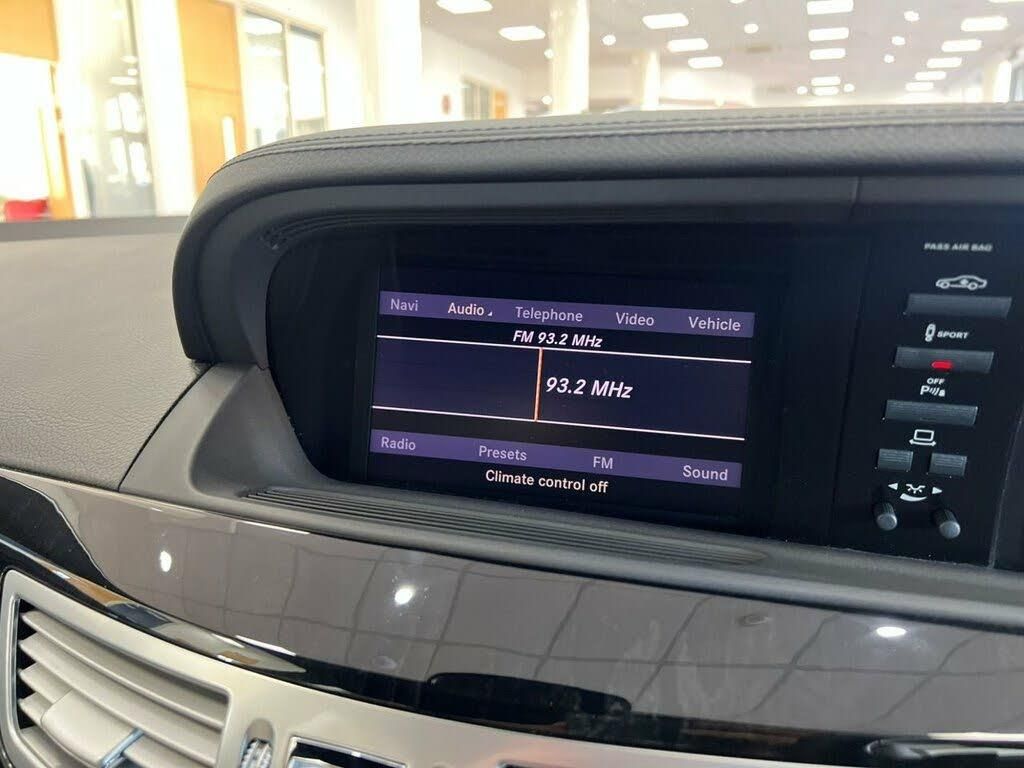 PASS AIR BAG
Navi Audio Telephone Video Vehicle
FM 93.2 MHz
93.2 MHz
SPORT
OFF
P
Radio Presets FM Sound
Climate control off